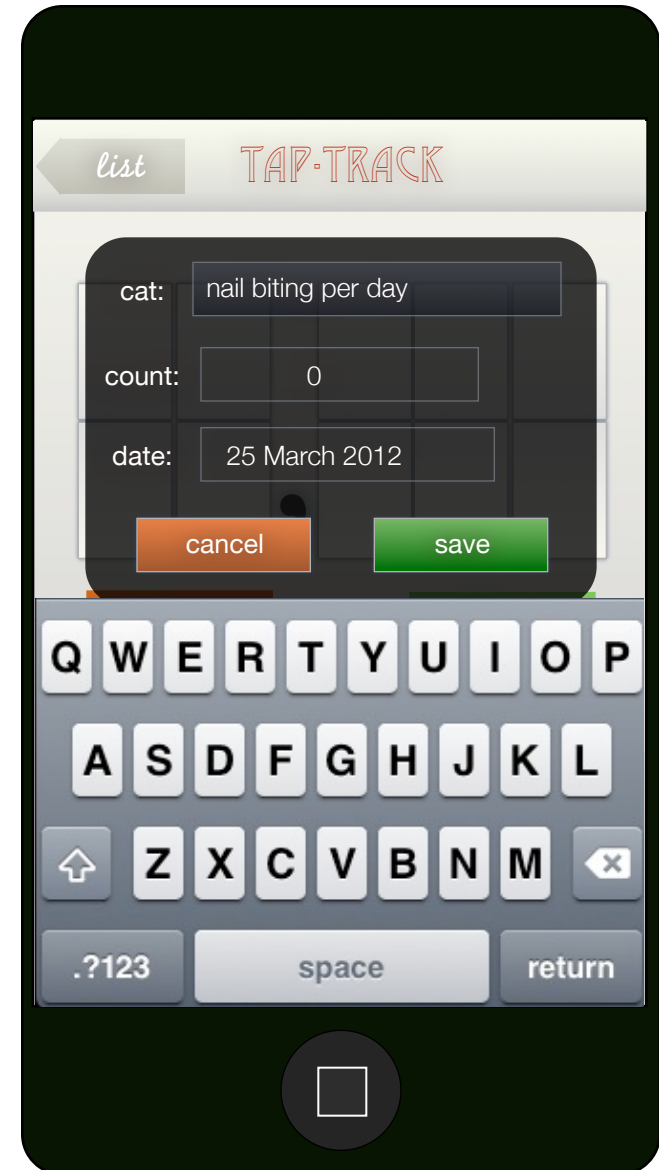 list TAP·TRACK
cat: nail biting per day
count: 0
date: 25 March 2012
cancel save
Q W E R T Y U I O P
A S D F G H J K L
Z X C V B N M
.?123 space return